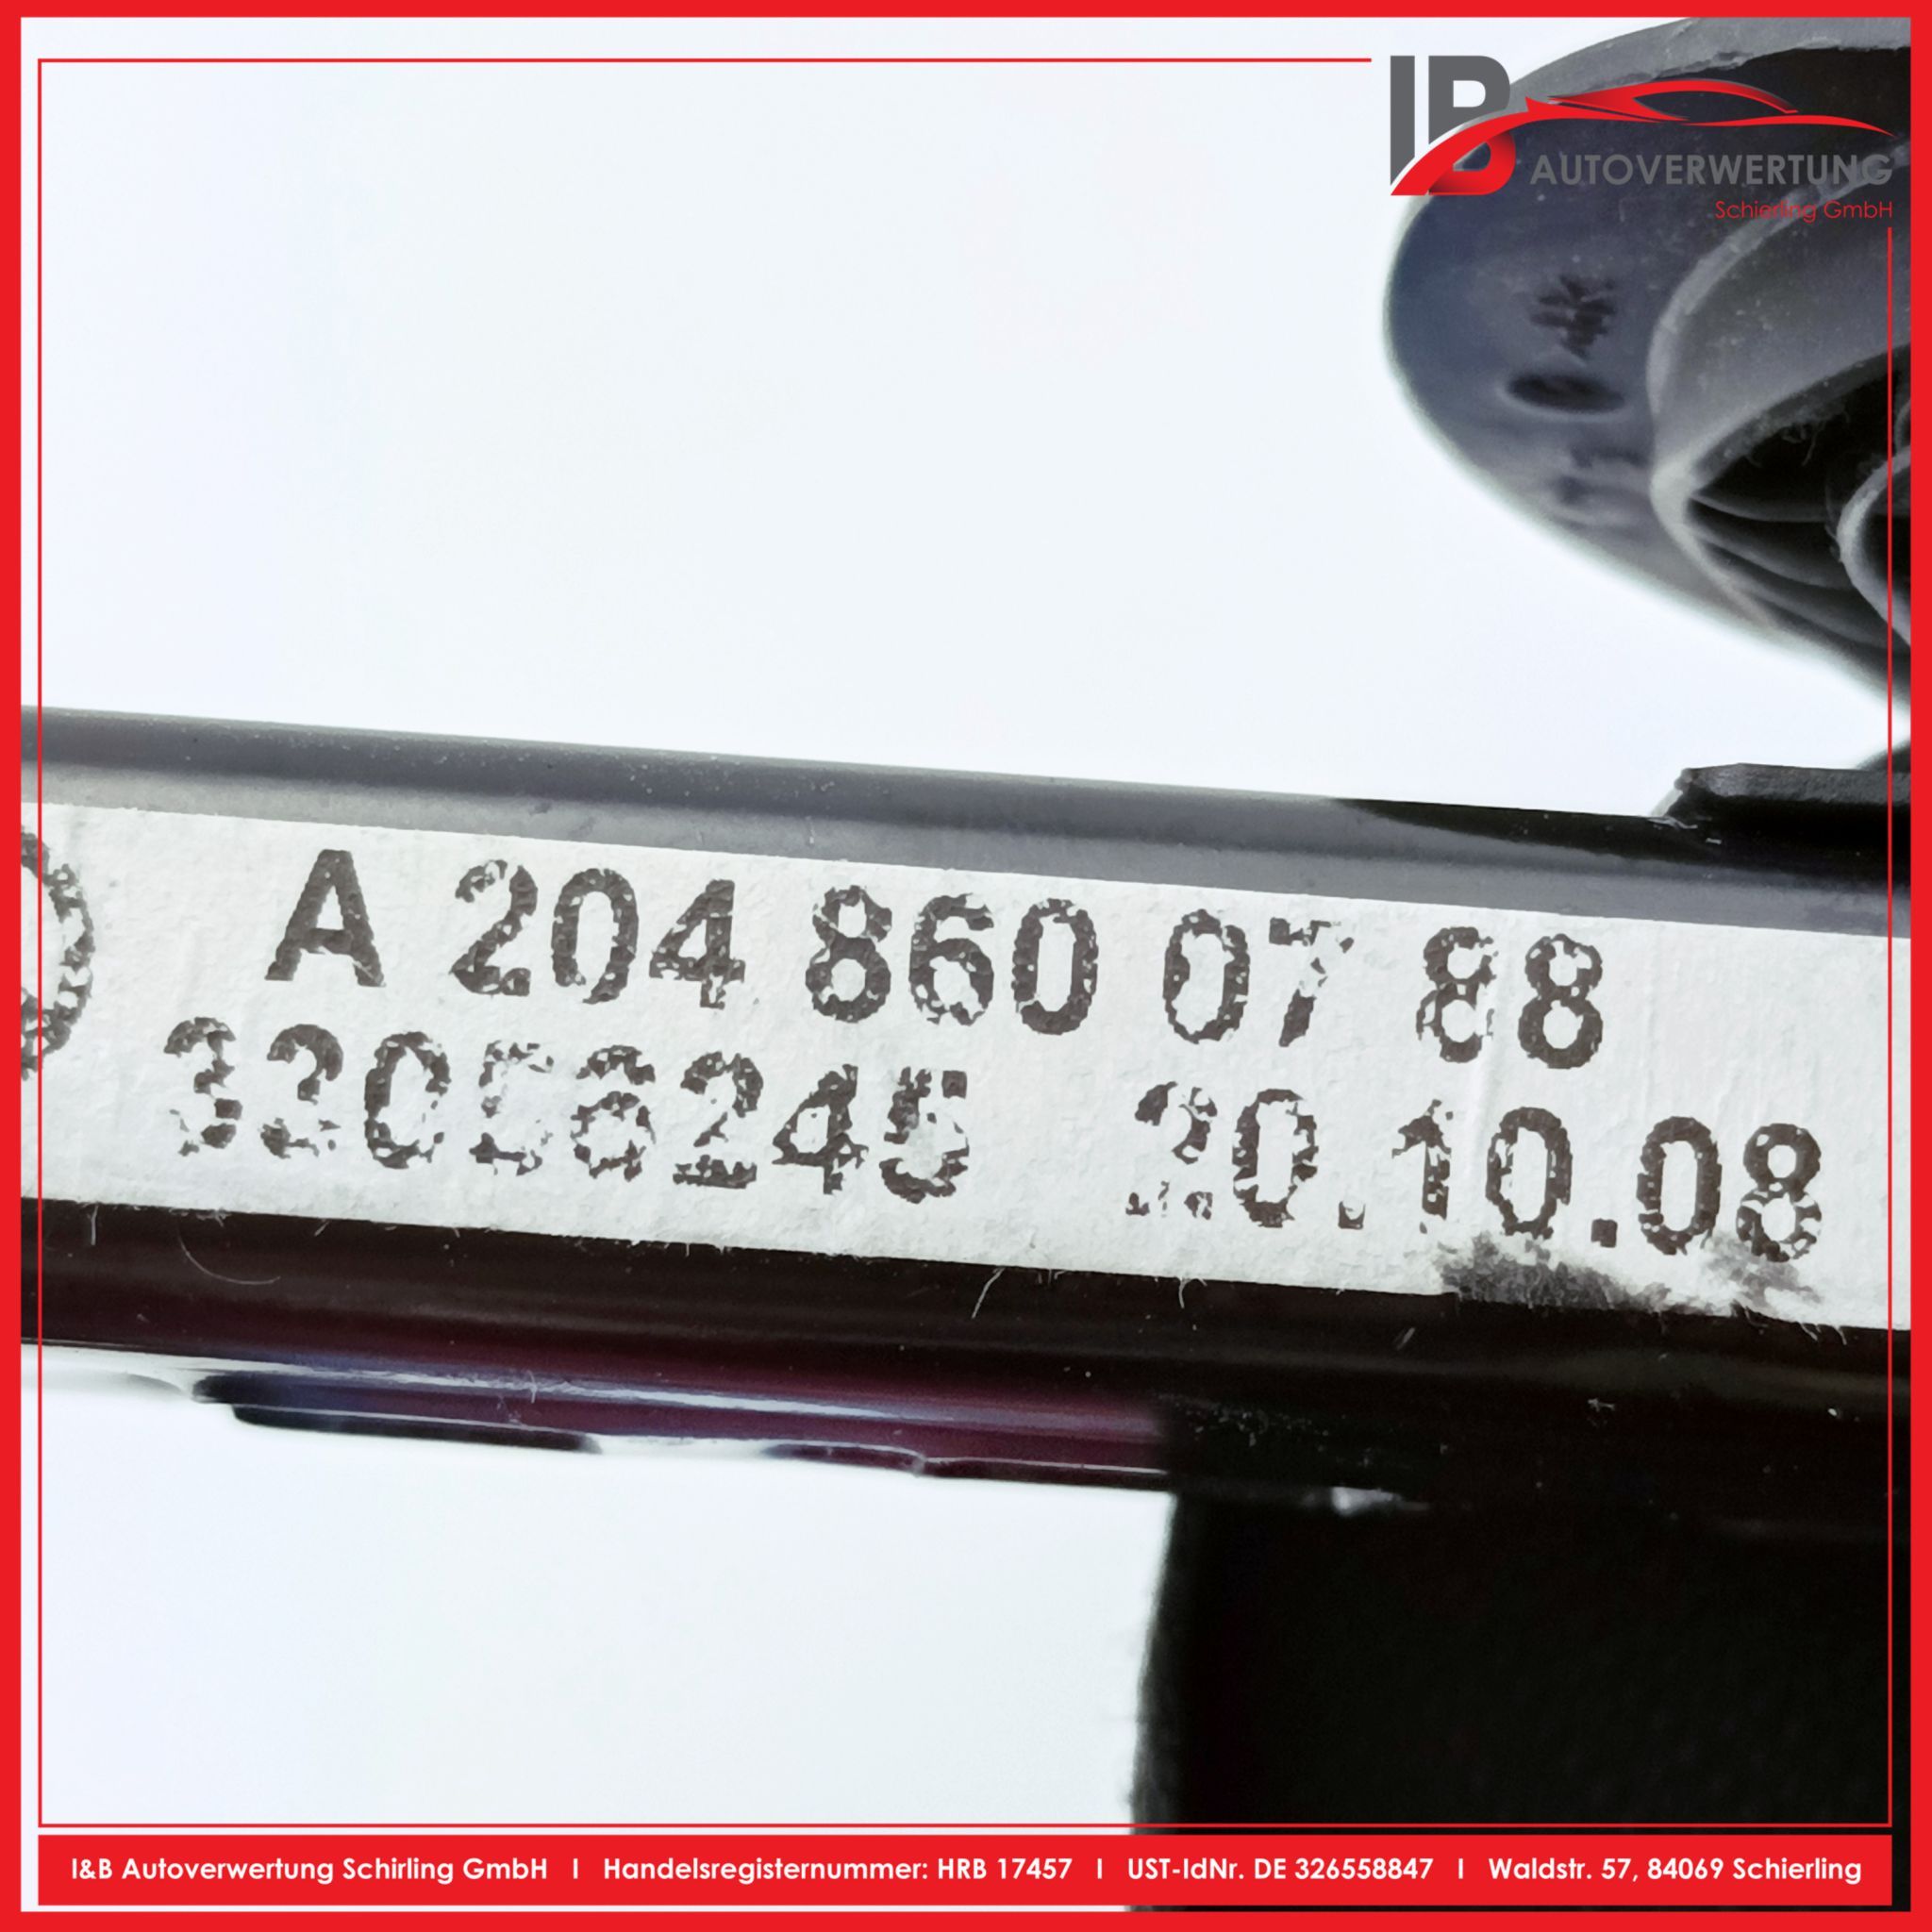 IB
AUTOVERWERTUNG
Schierling GmbH
A 204 860 07 88
33056245 20.10.08
I&B Autoverwertung Schirling GmbH I Handelsregisternummer: HRB 17457 I UST-IdNr. DE 326558847 I Waldstr. 57, 84069 Schierling